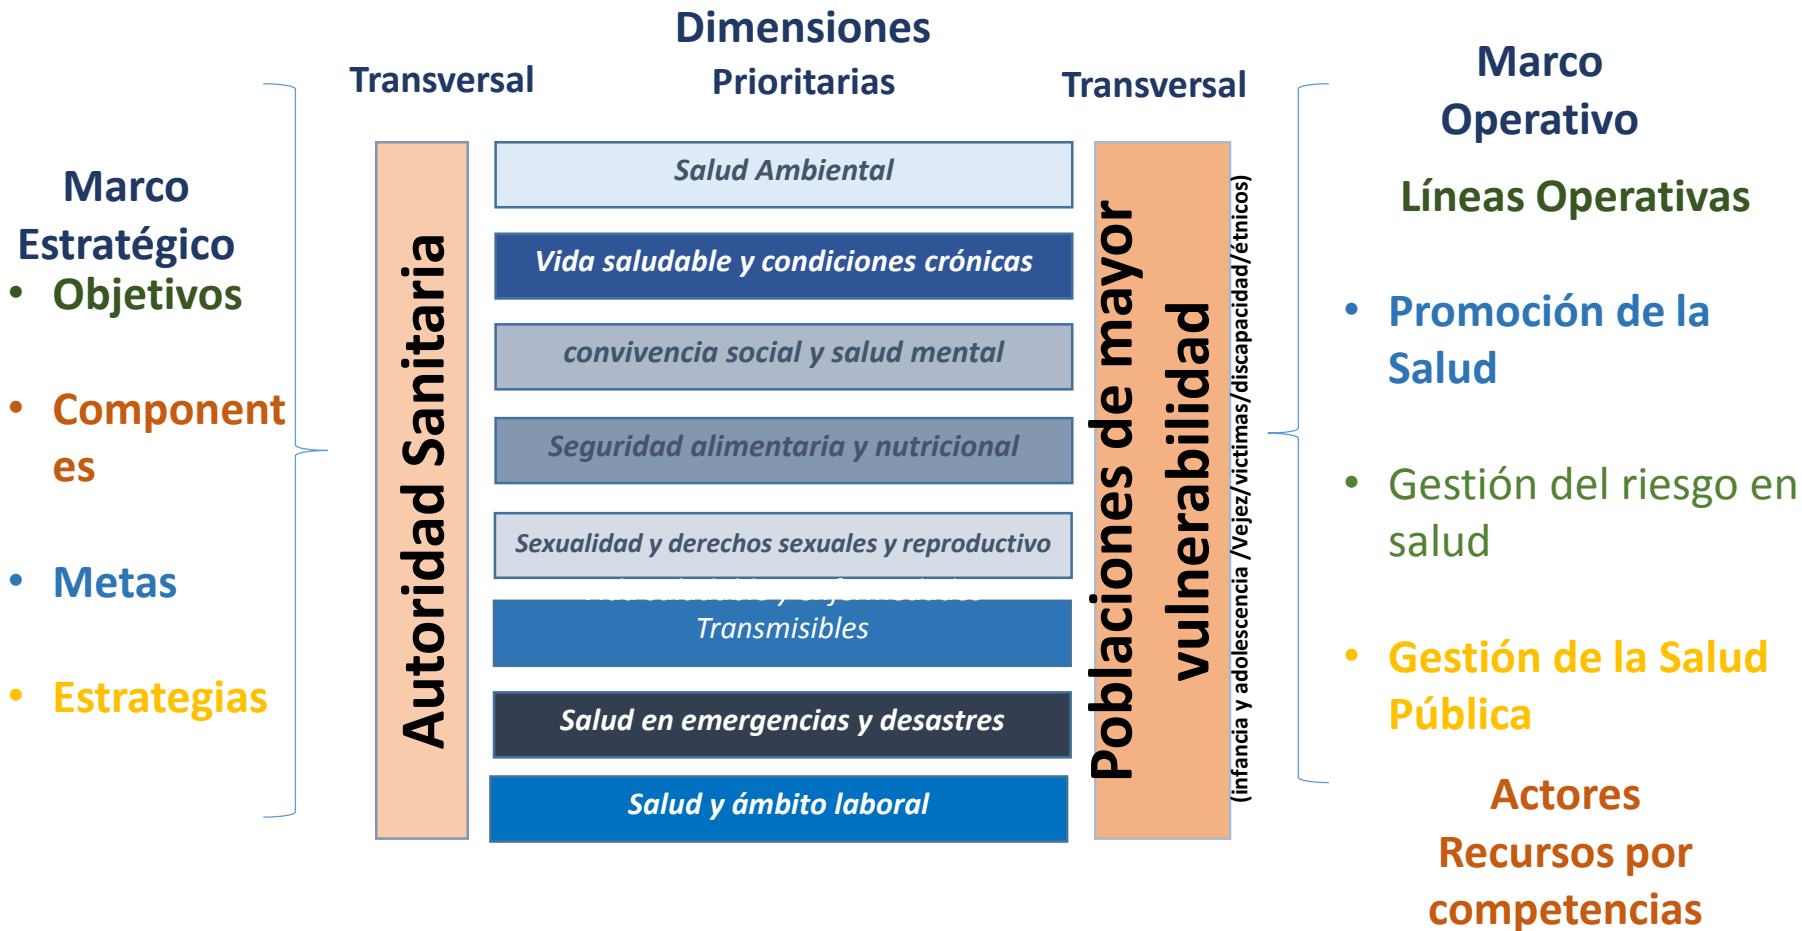 Dimensiones
Prioritarias
Transversal
Transversal
Marco
Estratégico
• Objetivos
• Component
es
• Metas
• Estrategias
Autoridad Sanitaria
Salud Ambiental
Vida saludable y condiciones crónicas
convivencia social y salud mental
Seguridad alimentaria y nutricional
Sexualidad y derechos sexuales y reproductivo
Transmisibles
Salud en emergencias y desastres
Salud y ámbito laboral
Poblaciones de mayor
vulnerabilidad
(infancia y adolescencia /Vejez/victimas/discapacidad/étnicos)
Marco
Operativo
Líneas Operativas
• Promoción de la
Salud
• Gestión del riesgo en
salud
• Gestión de la Salud
Pública
Actores
Recursos por
competencias